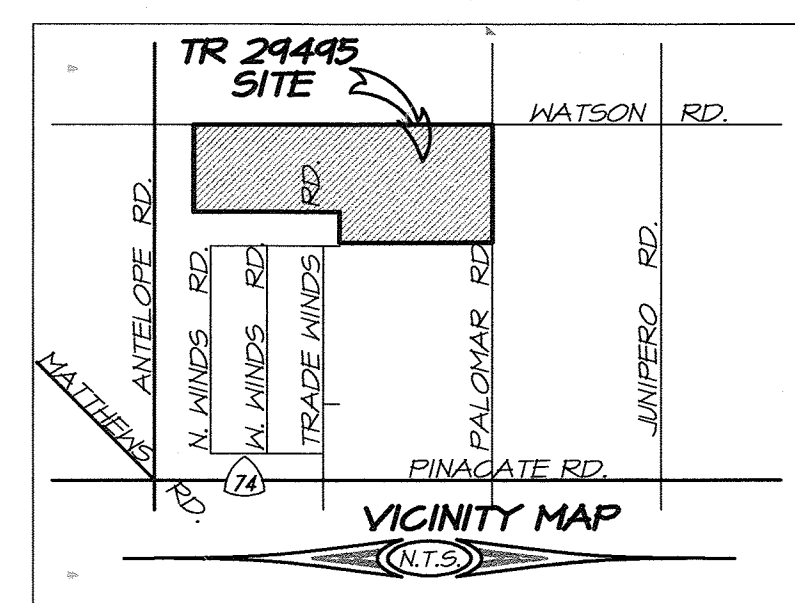 TR 29495
SITE
WATSON RD.
RD.
ANTELOPE RD.
N. WINDS RD.
W. WINDS RD.
TRADE WINDS
PALOMAR RD.
JUNIPERO RD.
MATTHEWS
RD.
74
PINACATE RD.
VICINITY MAP
N.T.S.